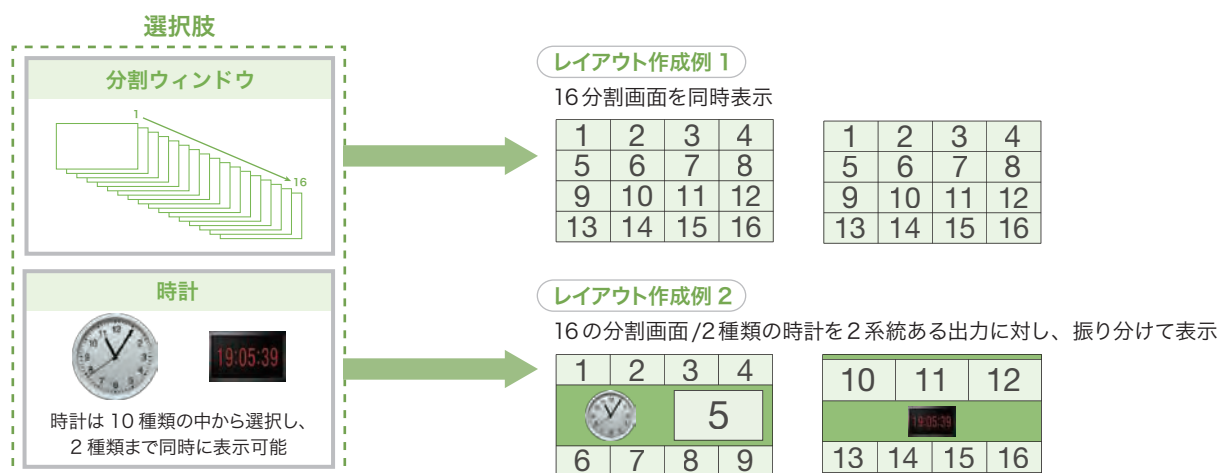 選択肢
分割ウィンドウ
1
16
時計
19:05:39
時計は 10 種類の中から選択し、
2 種類まで同時に表示可能
レイアウト作成例 1
16分割画面を同時表示
1 2 3 4
5 6 7 8
9 10 11 12
13 14 15 16
1 2 3 4
5 6 7 8
9 10 11 12
13 14 15 16
レイアウト作成例 2
16の分割画面/2種類の時計を2系統ある出力に対し、振り分けて表示
1 2 3 4
5
6 7 8 9
10 11 12
19:05:39
13 14 15 16